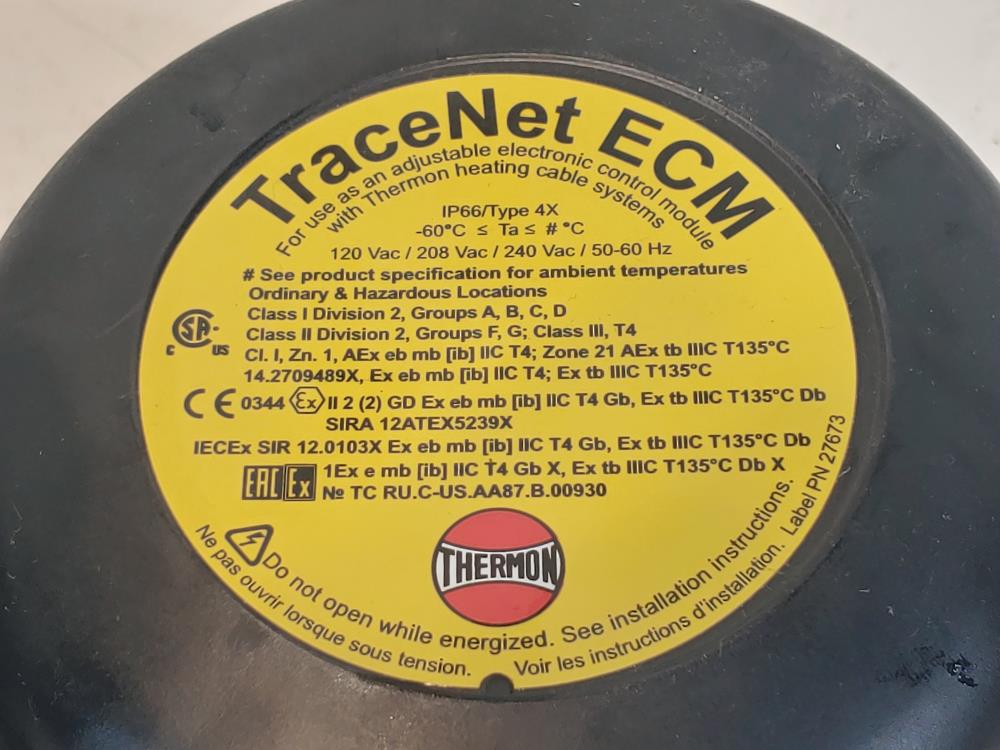 TraceNet ECM
For use as an adjustable electronic control module
with Thermon heating cable systems
IP66/Type 4X
-60°C ≤ Ta ≤ # °C
120 Vac / 208 Vac / 240 Vac / 50-60 Hz
# See product specification for ambient temperatures
Ordinary & Hazardous Locations
Class I Division 2, Groups A, B, C, D
Class II Division 2, Groups F, G; Class III, T4
C SA US
Cl. I, Zn. 1, AEx eb mb [ib] IIC T4; Zone 21 AEx tb IIIC T135°C
14.2709489X, Ex eb mb [ib] IIC T4; Ex tb IIIC T135°C
CE 0344 Ex II 2 (2) GD Ex eb mb [ib] IIC T4 Gb, Ex tb IIIC T135°C Db
SIRA 12ATEX5239X
IECEx SIR 12.0103X Ex eb mb [ib] IIC T4 Gb, Ex tb IIIC T135°C Db
EAC Ex 1Ex e mb [ib] IIC T4 Gb X, Ex tb IIIC T135°C Db X
№ TC RU.C-US.AA87.B.00930
THERMON
Do not open while energized. See installation instructions.
Ne pas ouvrir lorsque sous tension. Voir les instructions d'installation. Label PN 27673